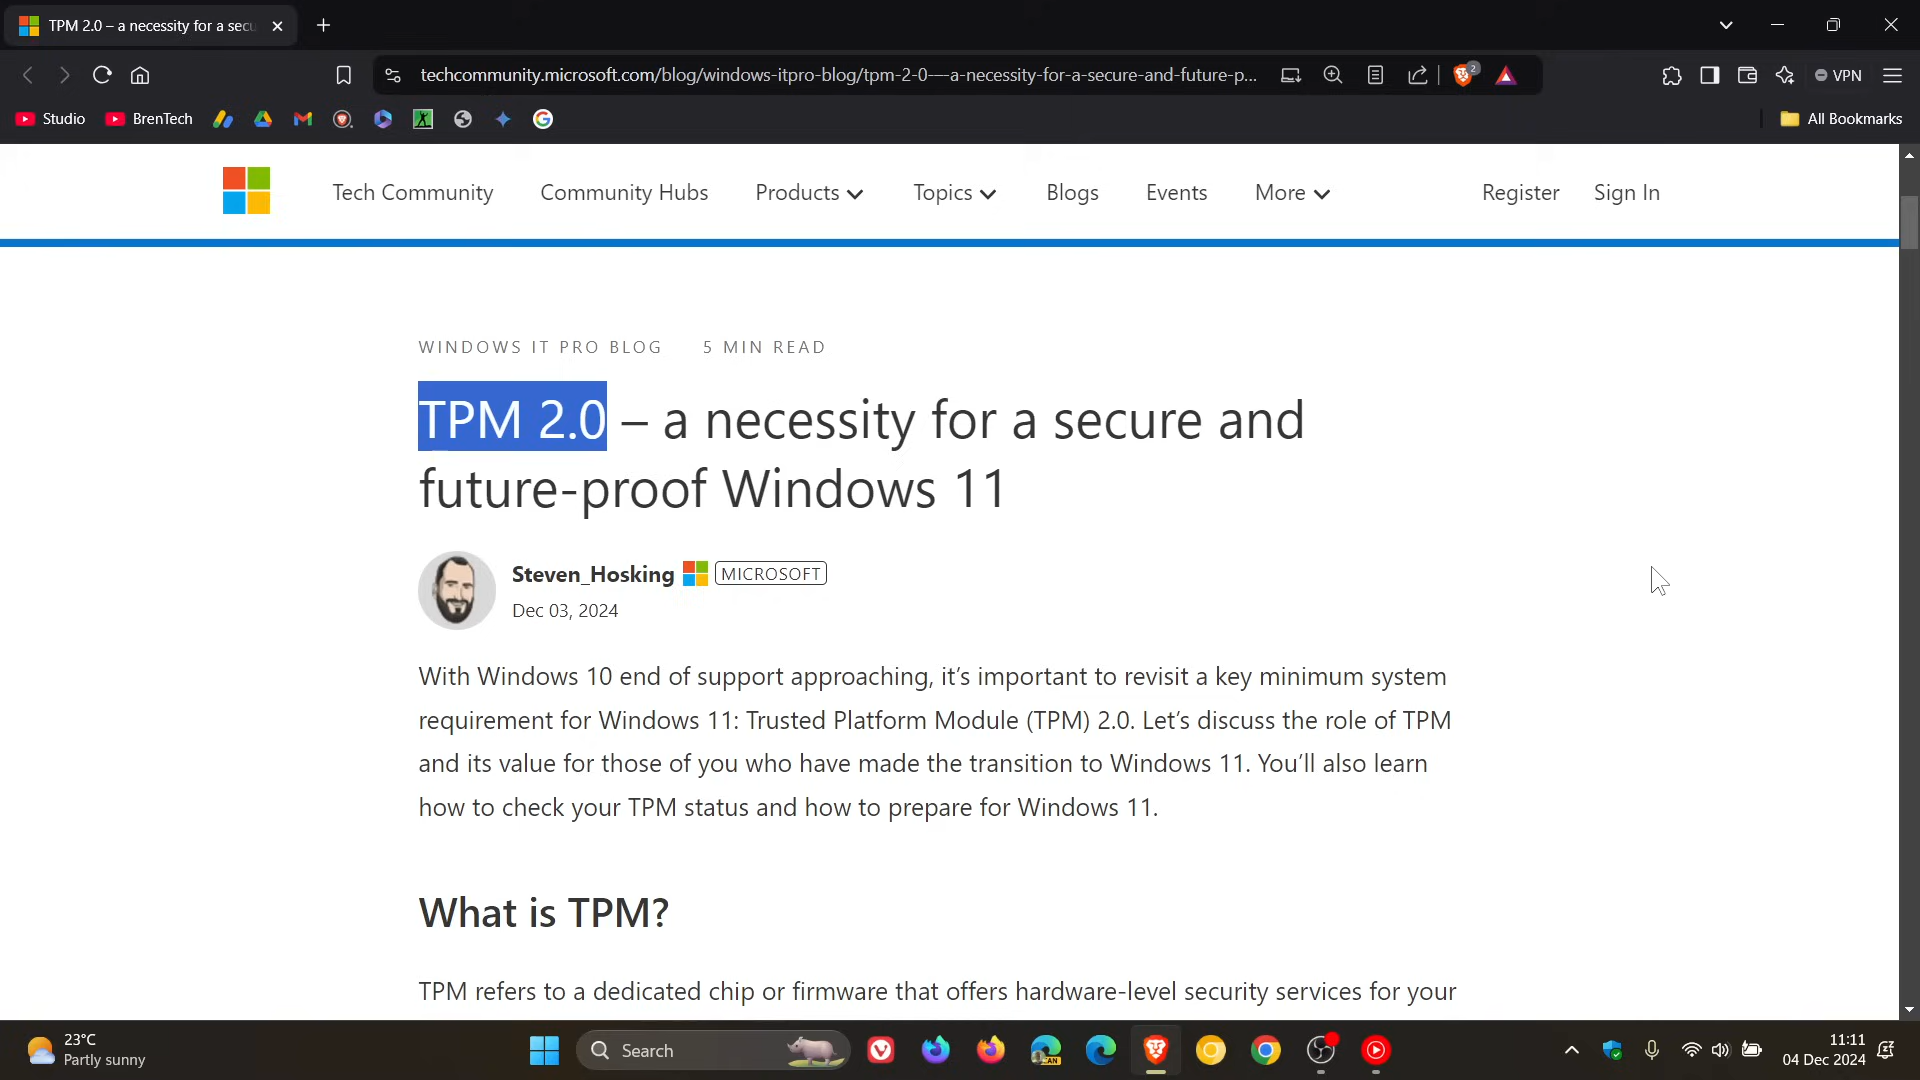 TPM 2.0 – a necessity for a secu
techcommunity.microsoft.com/blog/windows-itpro-blog/tpm-2-0-–-a-necessity-for-a-secure-and-future-p...
2
VPN
Studio
BrenTech
All Bookmarks
Tech Community
Community Hubs
Products
Topics
Blogs
Events
More
Register
Sign In
WINDOWS IT PRO BLOG 5 MIN READ
TPM 2.0 – a necessity for a secure and
future-proof Windows 11
Steven_Hosking MICROSOFT
Dec 03, 2024
With Windows 10 end of support approaching, it’s important to revisit a key minimum system
requirement for Windows 11: Trusted Platform Module (TPM) 2.0. Let’s discuss the role of TPM
and its value for those of you who have made the transition to Windows 11. You’ll also learn
how to check your TPM status and how to prepare for Windows 11.
What is TPM?
TPM refers to a dedicated chip or firmware that offers hardware-level security services for your
23°C
Partly sunny
Search
CAN
11:11
04 Dec 2024